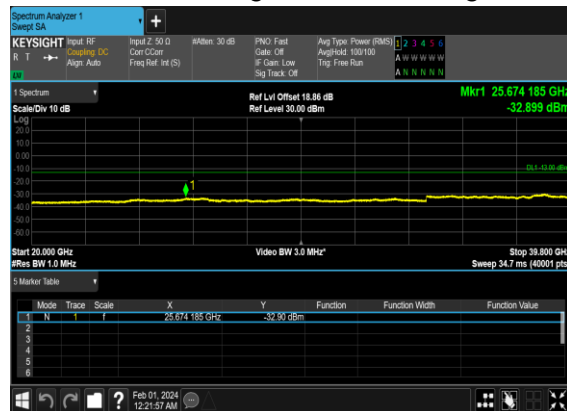 Spectrum Analyzer 1
Swept SA
+
KEYSIGHT Input: RF Input Z: 50 Ω #Atten: 30 dB PNO: Fast Avg Type: Power (RMS) 1 2 3 4 5 6
R T Coupling: DC Corr CCorr Gate: Off Avg|Hold: 100/100 A W W W W W
Align: Auto Freq Ref: Int (S) IF Gain: Low Trig: Free Run
Sig Track: Off A N N N N N
1 Spectrum Ref Lvl Offset 18.86 dB Mkr1 25.674 185 GHz
Scale/Div 10 dB Ref Level 30.00 dBm -32.899 dBm
Log
20.0
10.0
0.00
-10.0 DL1 -13.00 dBm
-20.0 1
-30.0
-40.0
-50.0
-60.0
Start 20.000 GHz Video BW 3.0 MHz* Stop 39.800 GHz
#Res BW 1.0 MHz Sweep 34.7 ms (40001 pts)
5 Marker Table
Mode Trace Scale X Y Function Function Width Function Value
1 N 1 f 25.674 185 GHz -32.90 dBm
2
3
4
5
6
? Feb 01, 2024
12:21:57 AM